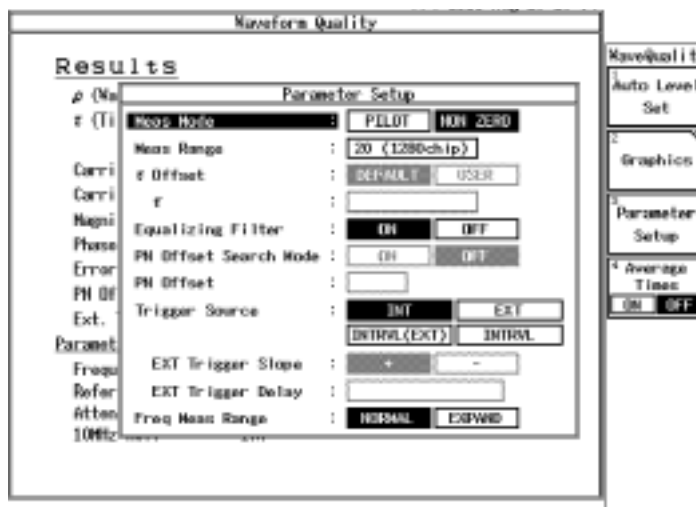 Waveform Quality
Results
Parameter Setup
ρ (Wa
τ (Ti
Carri
Carri
Magni
Phase
Error
PN Of
Ext.
Paramet
Frequ
Refer
Atten
10MHz
Meas Mode : PILOT NON ZERO
Meas Range : 20 (1280chip)
τ Offset : DEFAULT USER
τ :
Equalizing Filter : ON OFF
PN Offset Search Mode : ON OFF
PN Offset :
Trigger Source : INT EXT
INTRVL(EXT) INTRVL
EXT Trigger Slope : + -
EXT Trigger Delay :
Freq Meas Range : NORMAL EXPAND
WaveQualit
1
Auto Level
Set
2
Graphics
3
Parameter
Setup
4 Average
Times
ON OFF